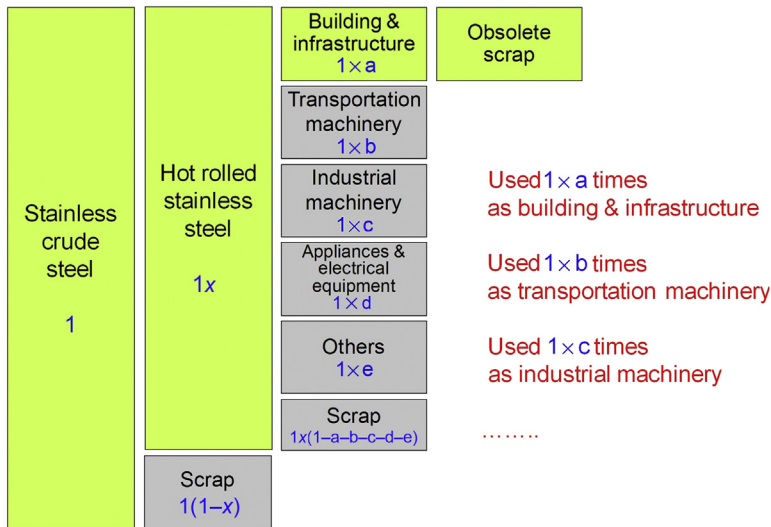 Stainless
crude
steel
1
Hot rolled
stainless
steel
1x
Scrap
1(1–x)
Building &
infrastructure
1×a
Transportation
machinery
1×b
Industrial
machinery
1×c
Appliances &
electrical
equipment
1×d
Others
1×e
Scrap
1x(1–a–b–c–d–e)
Obsolete
scrap
Used 1×a times
as building & infrastructure
Used 1×b times
as transportation machinery
Used 1×c times
as industrial machinery
........